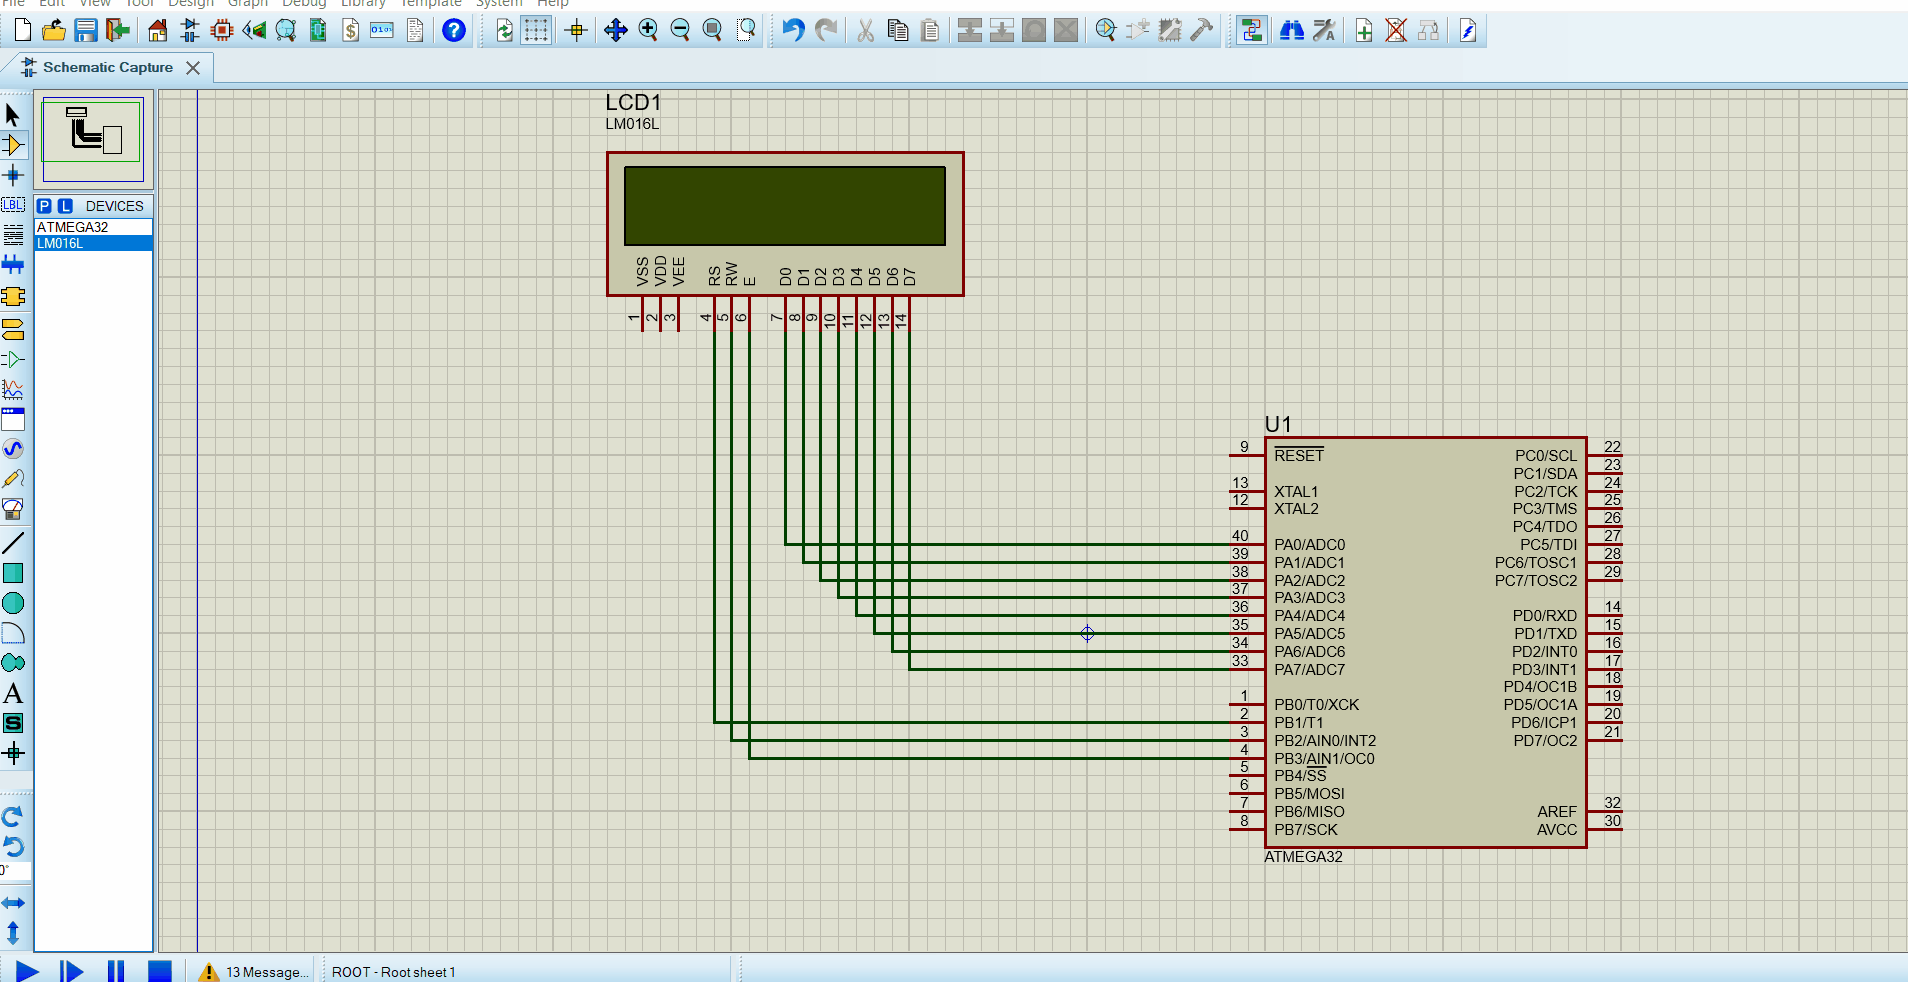 File Edit View Tool Design Graph Debug Library Template System Help
Schematic Capture
P L DEVICES
ATMEGA32
LM016L
LBL
A
S
0°
LCD1
LM016L
VSS VDD VEE RS RW E D0 D1 D2 D3 D4 D5 D6 D7
1 2 3 4 5 6 7 8 9 10 11 12 13 14
U1
9 RESET PC0/SCL 22
PC1/SDA 23
13 XTAL1 PC2/TCK 24
12 XTAL2 PC3/TMS 25
PC4/TDO 26
40 PA0/ADC0 PC5/TDI 27
39 PA1/ADC1 PC6/TOSC1 28
38 PA2/ADC2 PC7/TOSC2 29
37 PA3/ADC3
36 PA4/ADC4 PD0/RXD 14
35 PA5/ADC5 PD1/TXD 15
34 PA6/ADC6 PD2/INT0 16
33 PA7/ADC7 PD3/INT1 17
PD4/OC1B 18
1 PB0/T0/XCK PD5/OC1A 19
2 PB1/T1 PD6/ICP1 20
3 PB2/AIN0/INT2 PD7/OC2 21
4 PB3/AIN1/OC0
5 PB4/SS
6 PB5/MOSI
7 PB6/MISO AREF 32
8 PB7/SCK AVCC 30
ATMEGA32
13 Message... ROOT - Root sheet 1